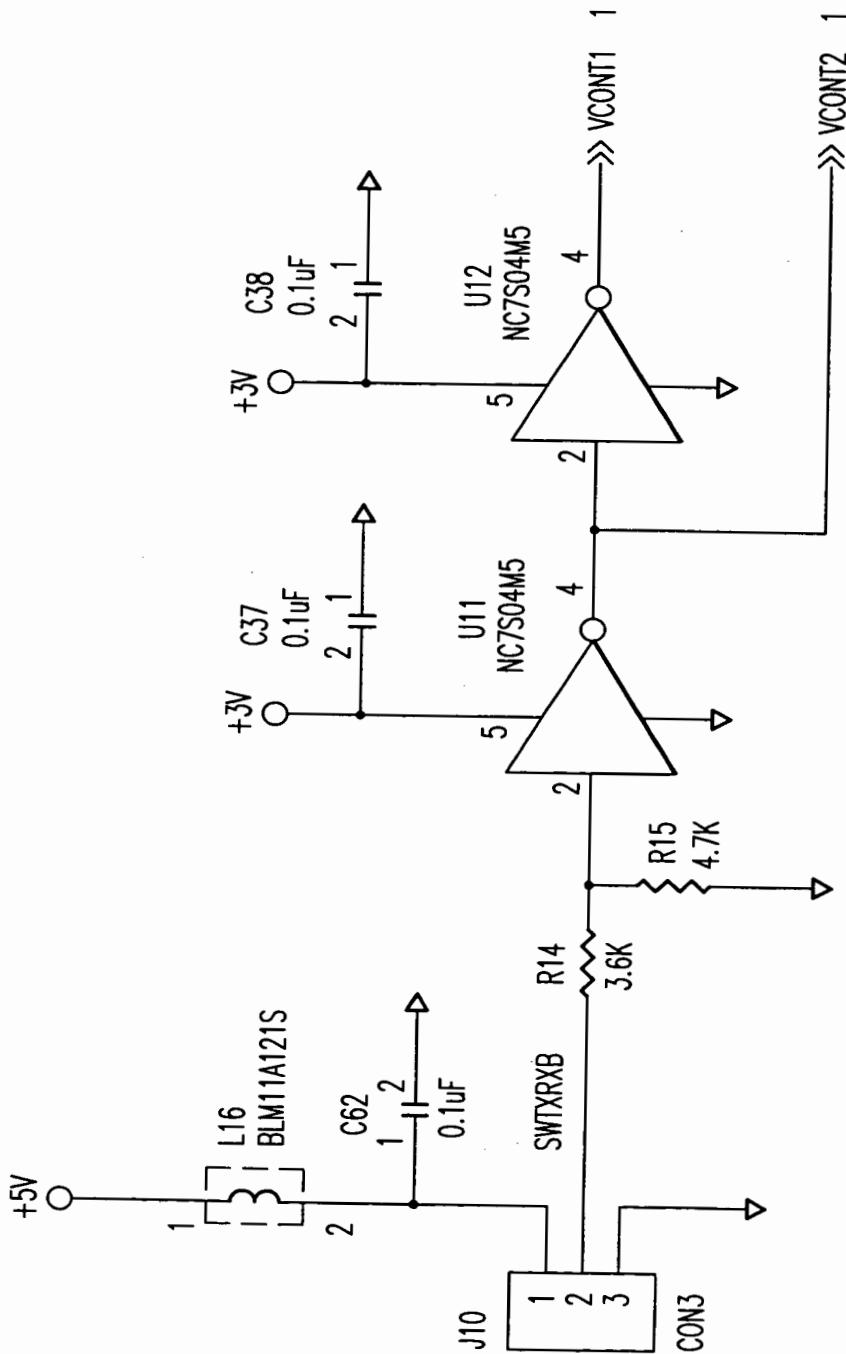 +5V
1
L16
BLM11A121S
2
C62
1 2
0.1uF
J10
1
2
3
CON3
SWTXRXB
R14
3.6K
R15
4.7K
+3V
C37
0.1uF
2 1
5
U11
NC7S04M5
2
4
+3V
C38
0.1uF
2 1
5
U12
NC7S04M5
2
4
VCONT1 1
VCONT2 1